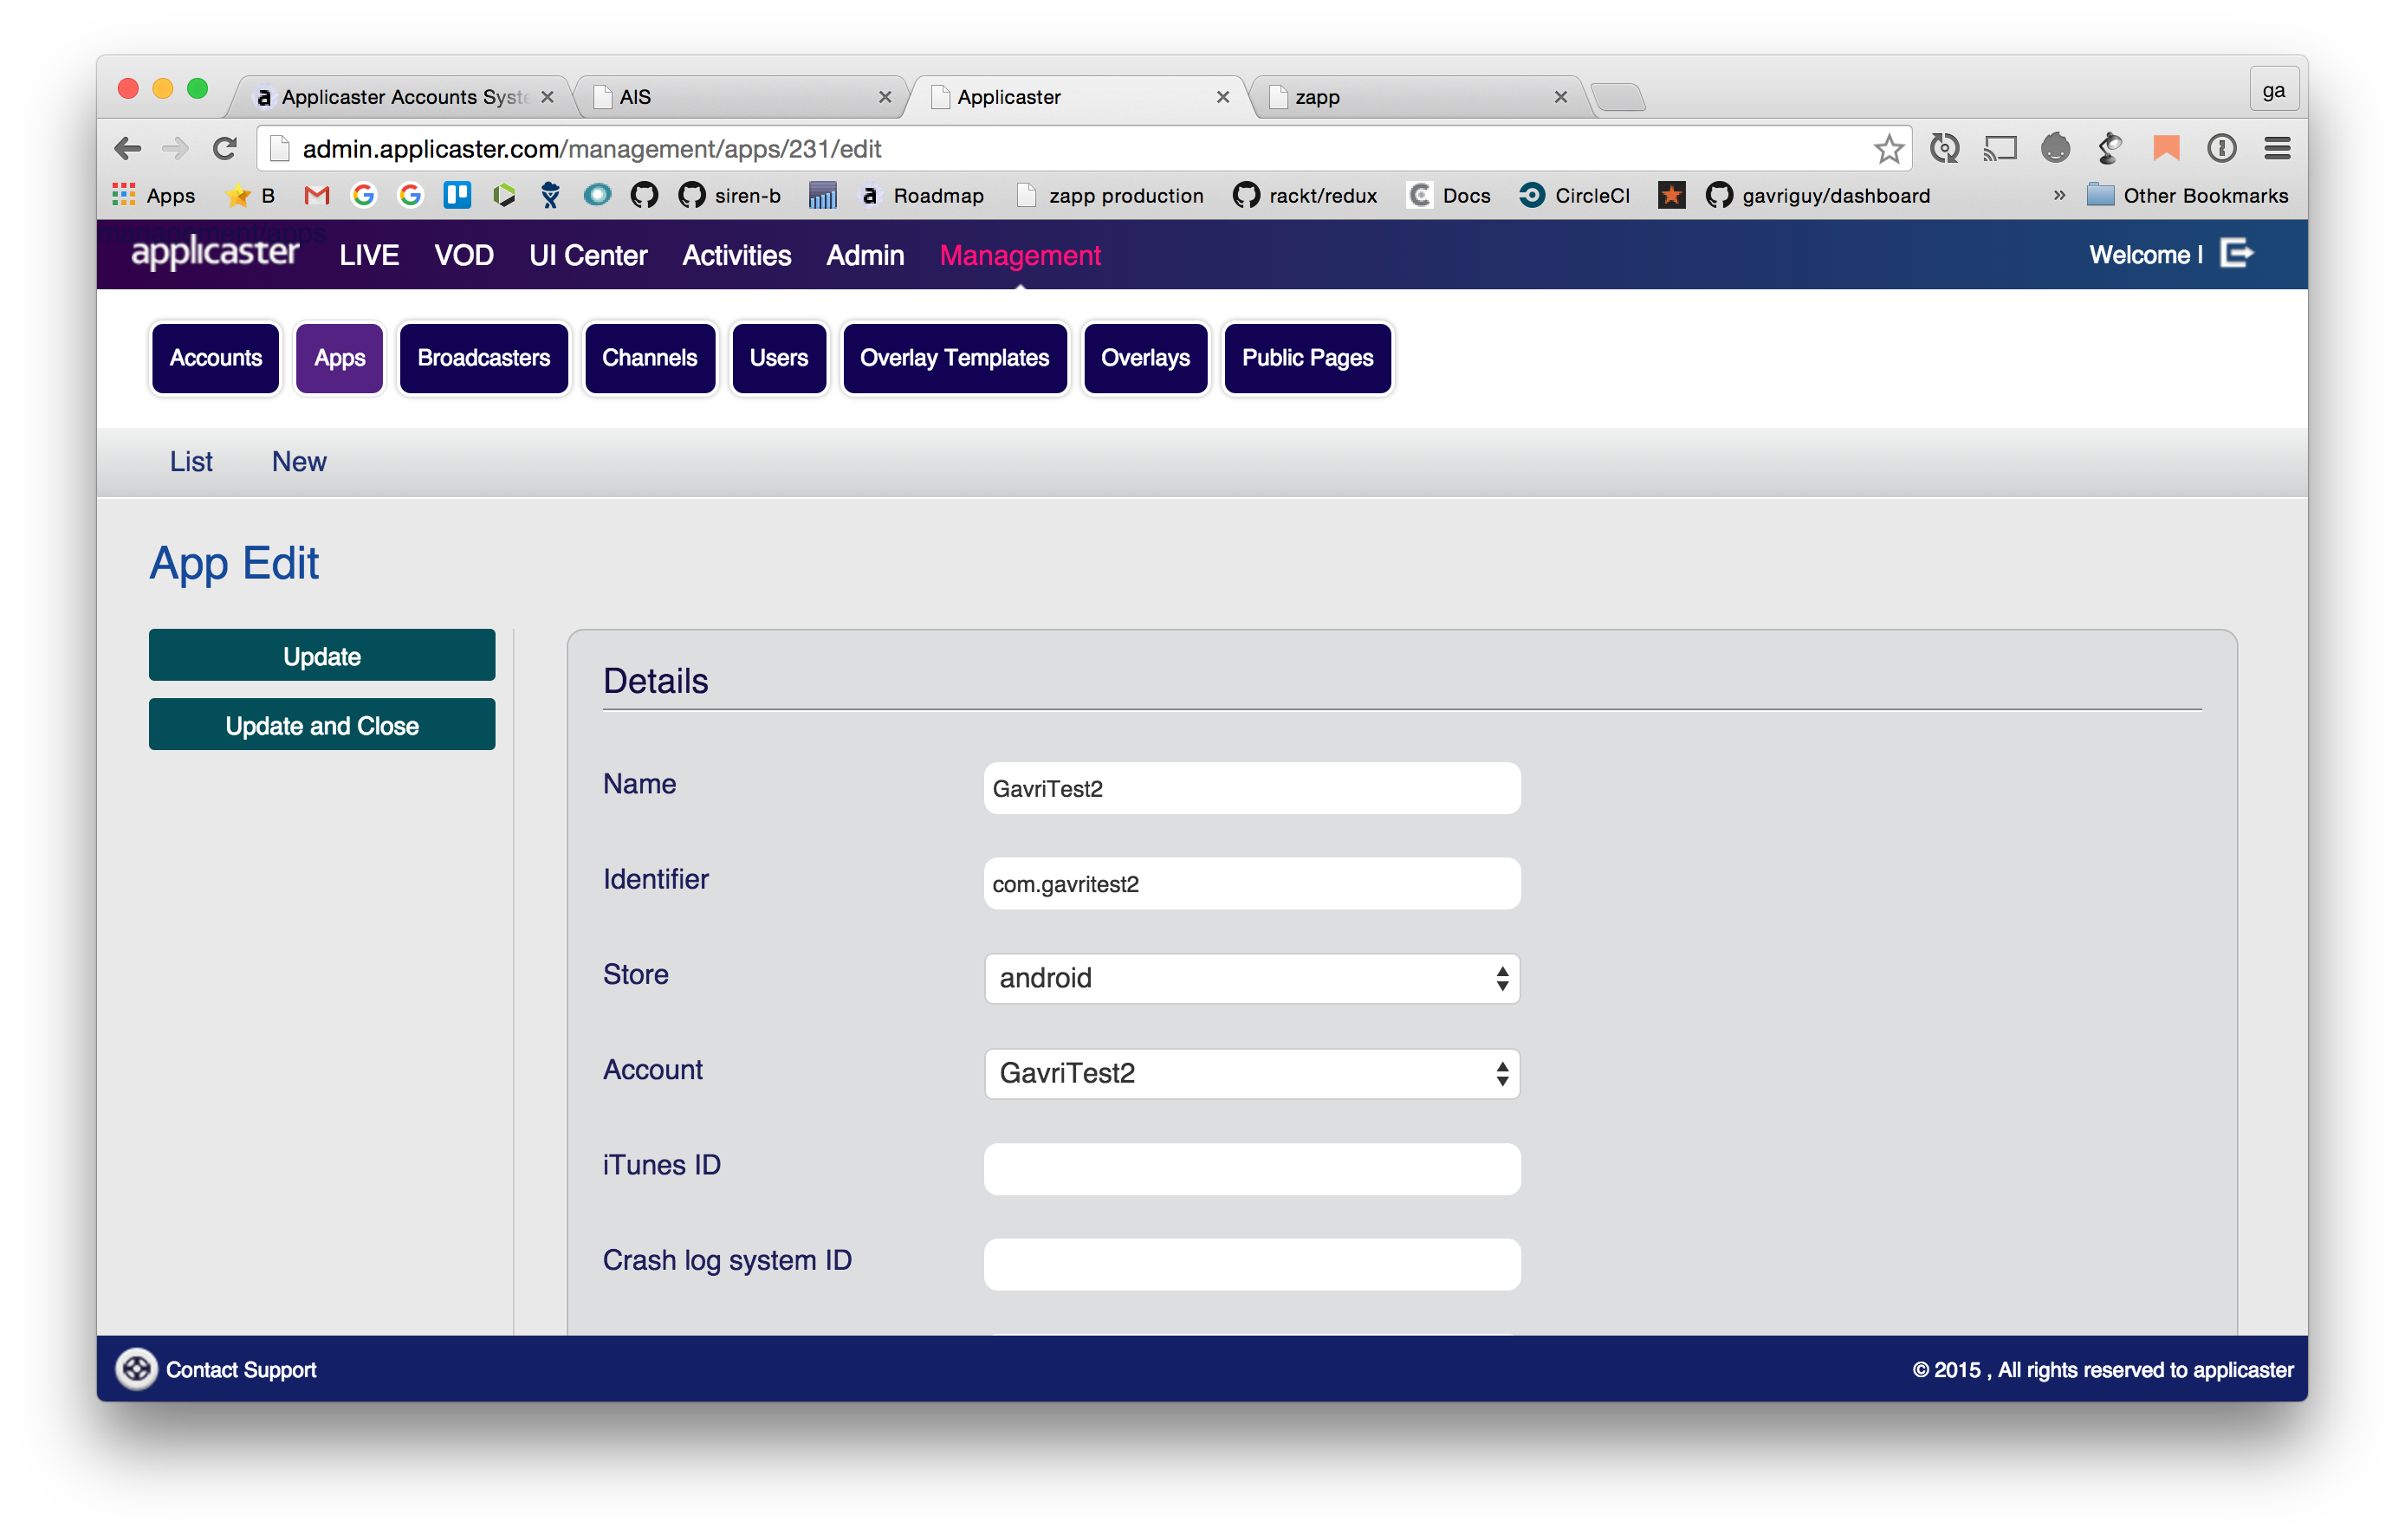 Applicaster Accounts Syste
AIS
Applicaster
zapp
ga
admin.applicaster.com/management/apps/231/edit
Apps B siren-b Roadmap zapp production rackt/redux Docs CircleCI gavriguy/dashboard » Other Bookmarks
management/apps
applicaster LIVE VOD UI Center Activities Admin Management Welcome I
Accounts Apps Broadcasters Channels Users Overlay Templates Overlays Public Pages
List New
App Edit
Update
Update and Close
Details
Name GavriTest2
Identifier com.gavritest2
Store android
Account GavriTest2
iTunes ID
Crash log system ID
Contact Support © 2015 , All rights reserved to applicaster